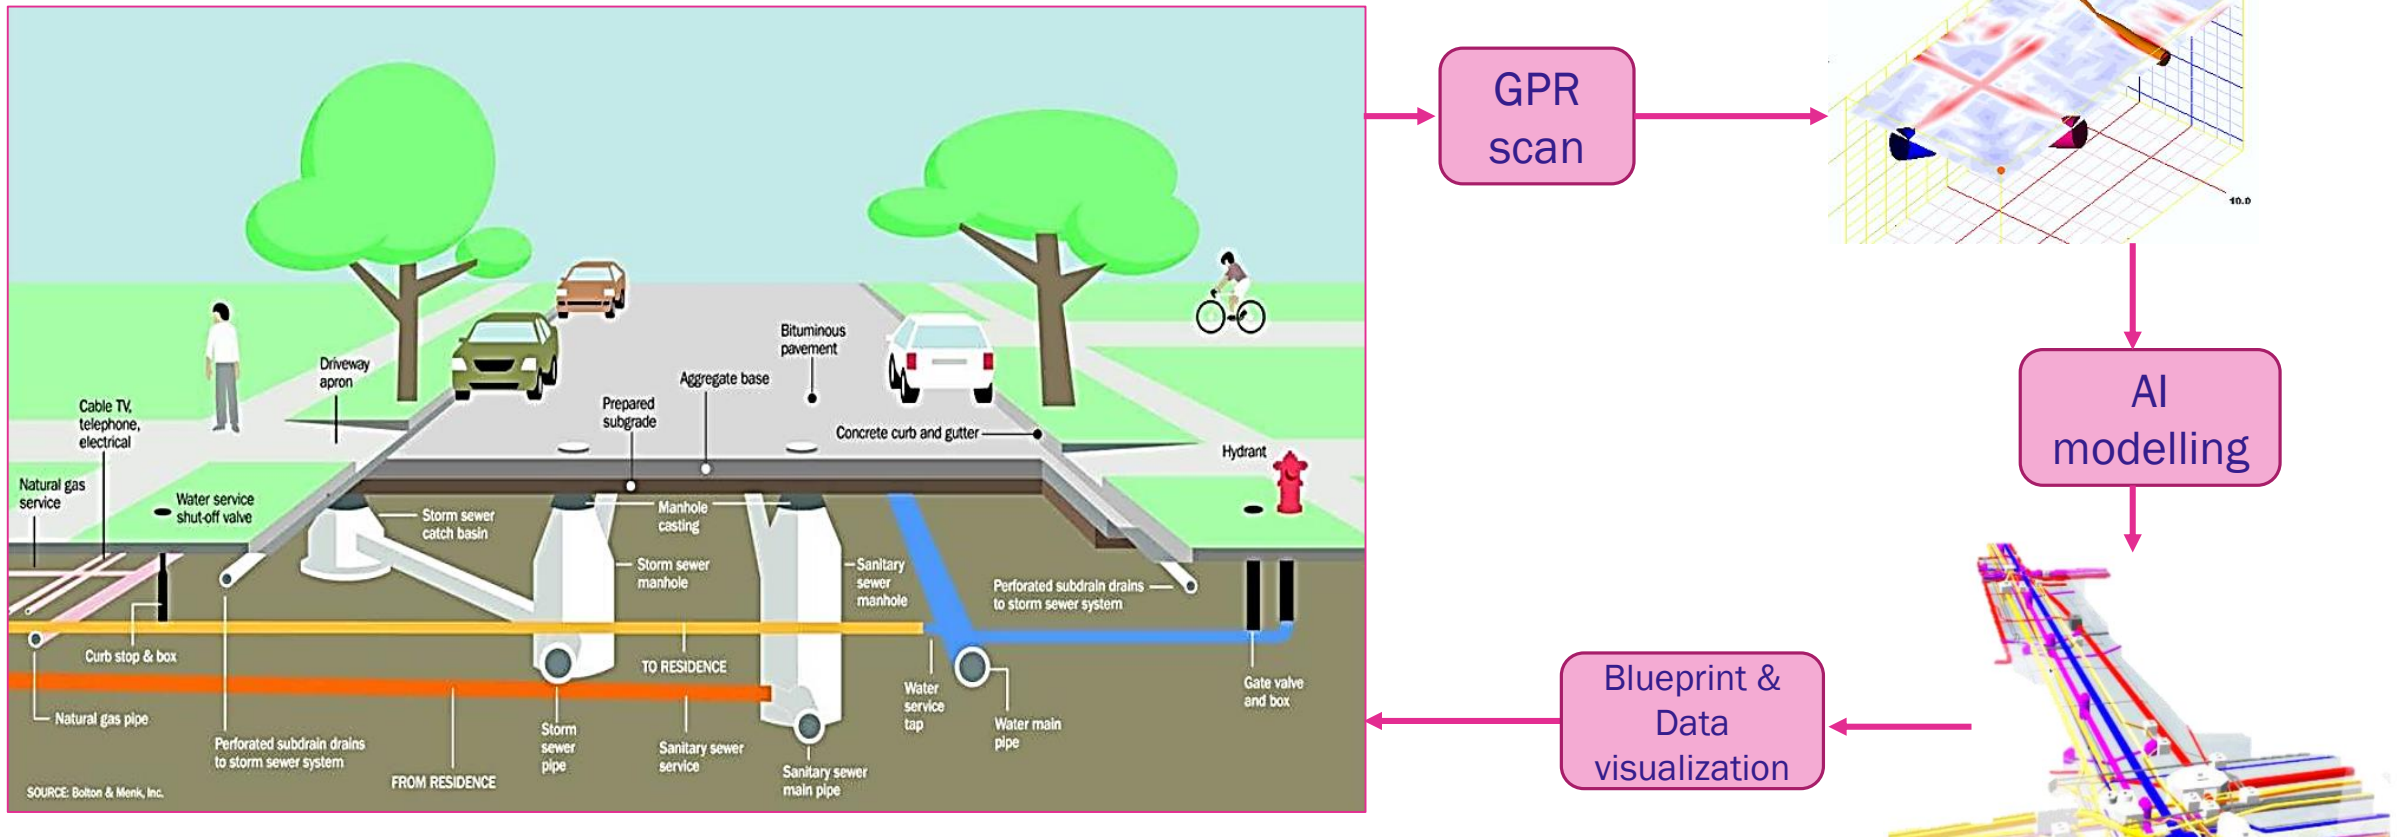 GPR
scan
10.0
AI
modelling
Blueprint &
Data
visualization
Bituminous
pavement
Driveway
apron
Aggregate base
Cable TV,
telephone,
electrical
Prepared
subgrade
Concrete curb and gutter
Hydrant
Natural gas
service
Water service
shut-off valve
Storm sewer
catch basin
Manhole
casting
Storm sewer
manhole
Sanitary
sewer
manhole
Perforated subdrain drains
to storm sewer system
Curb stop & box
TO RESIDENCE
Water
service
tap
Gate valve
and box
Natural gas pipe
Perforated subdrain drains
to storm sewer system
Storm
sewer
pipe
Sanitary sewer
service
Water main
pipe
FROM RESIDENCE
Sanitary sewer
main pipe
SOURCE: Bolton & Menk, Inc.